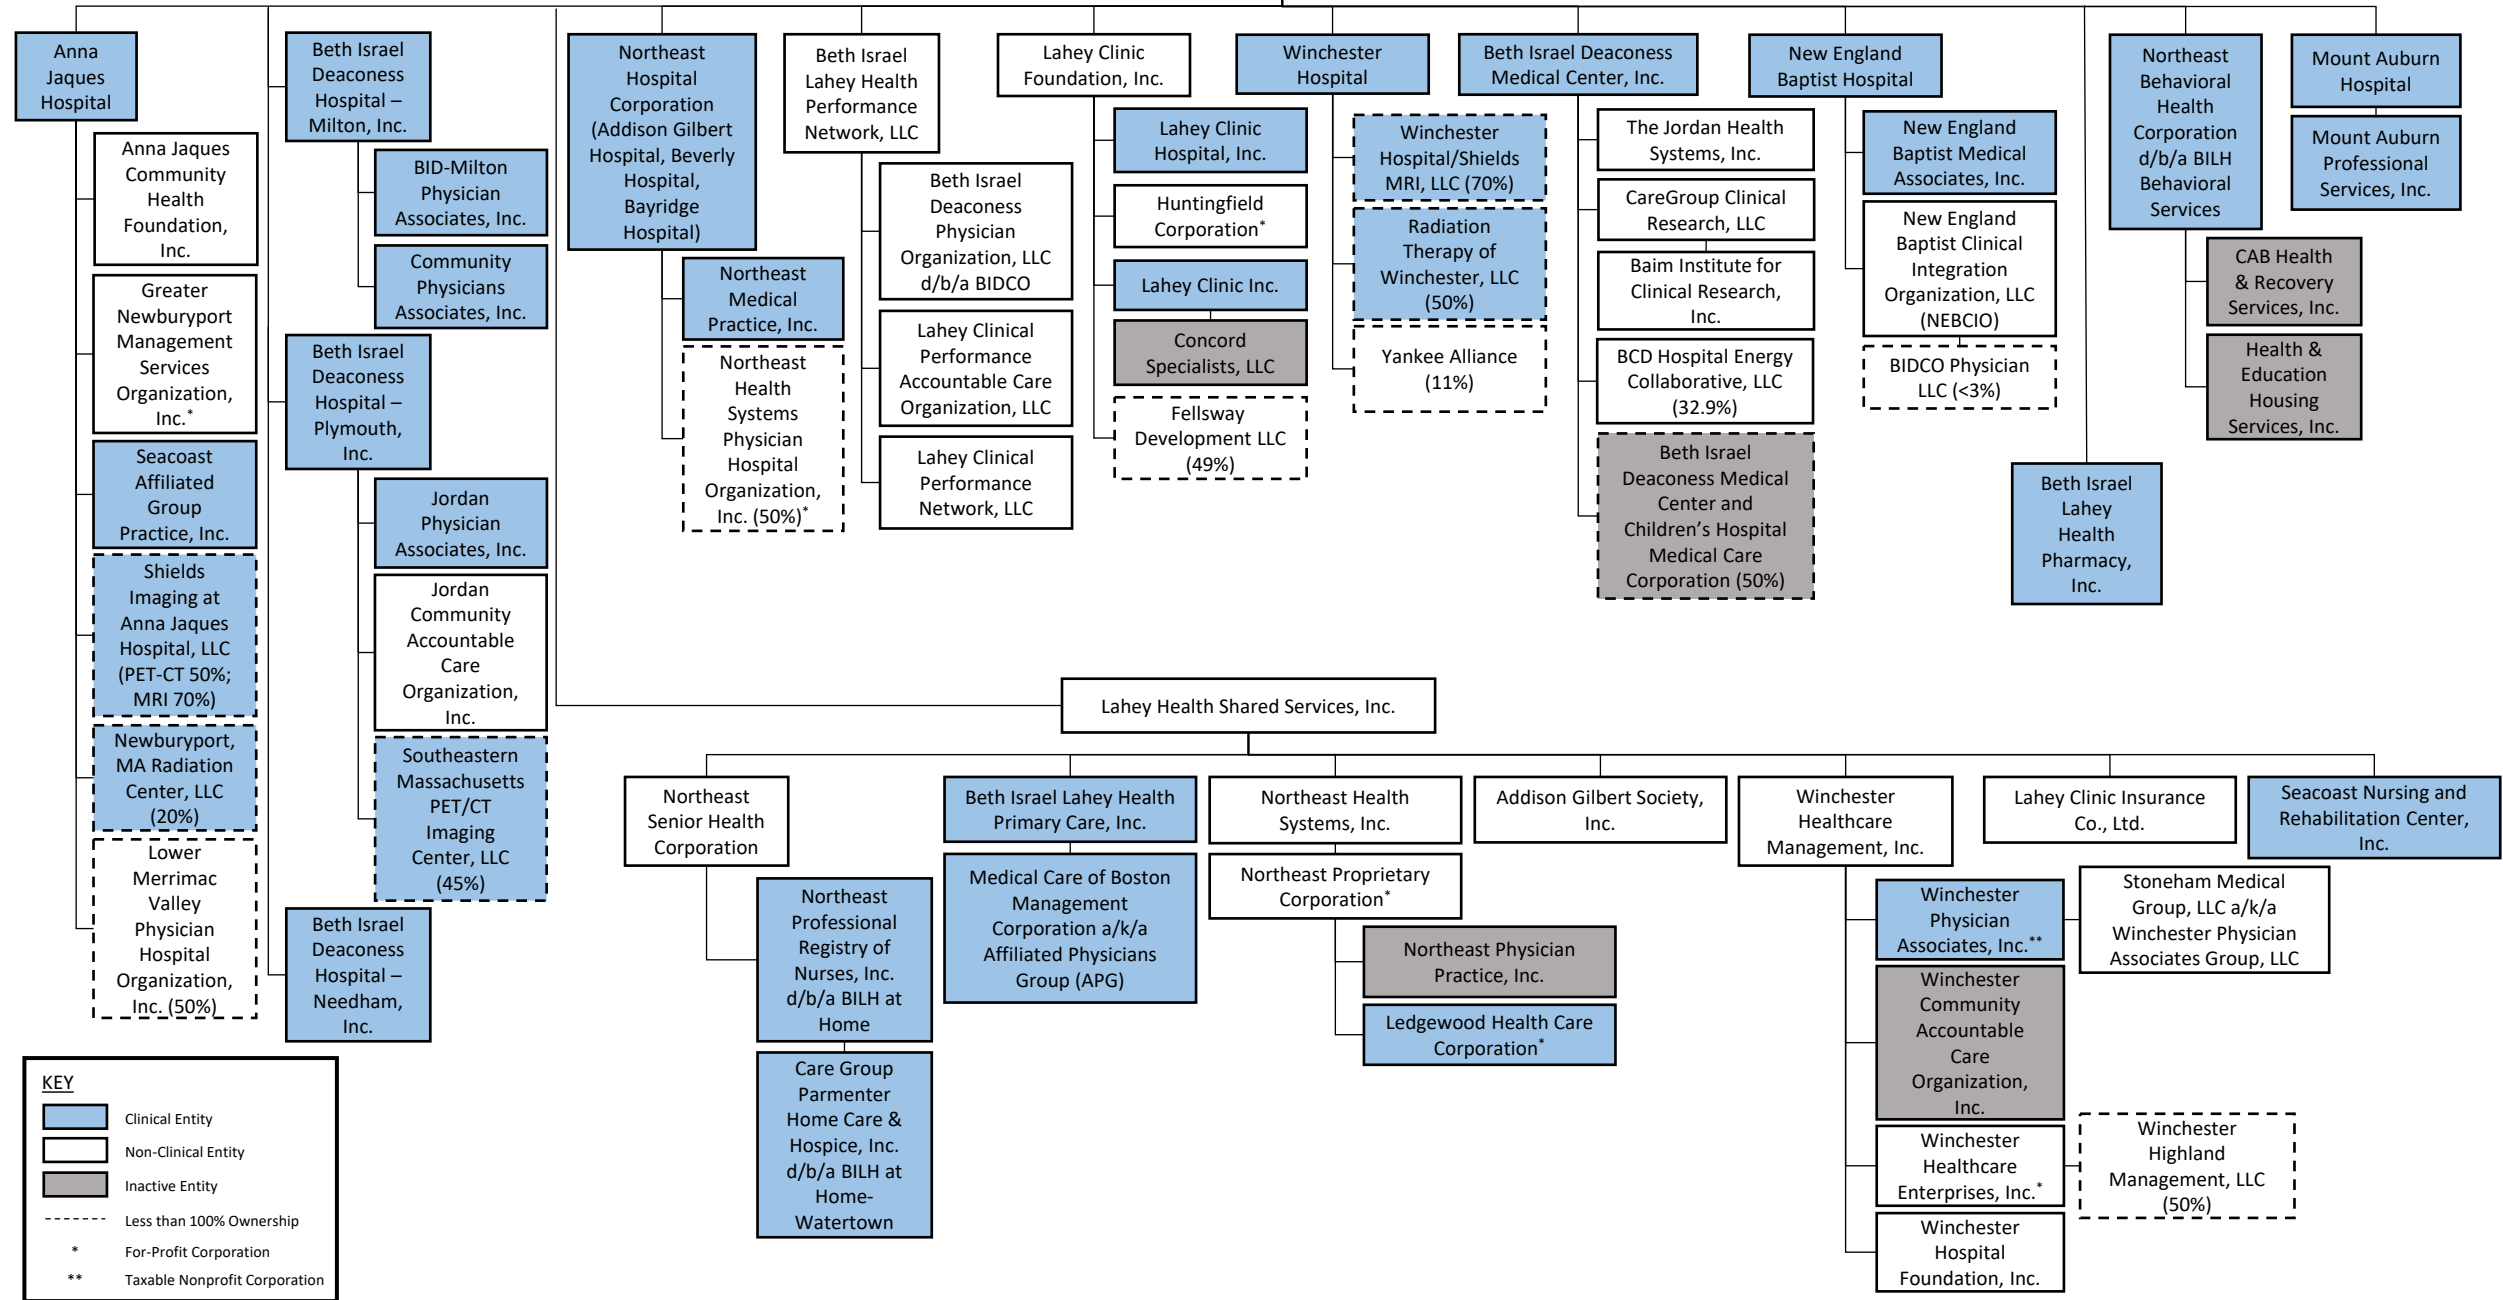 Anna
Jaques
Hospital
Anna Jaques
Community
Health
Foundation,
Inc.
Greater
Newburyport
Management
Services
Organization,
Inc.*
Seacoast
Affiliated
Group
Practice, Inc.
Shields
Imaging at
Anna Jaques
Hospital, LLC
(PET-CT 50%;
MRI 70%)
Newburyport,
MA Radiation
Center, LLC
(20%)
Lower
Merrimac
Valley
Physician
Hospital
Organization,
Inc. (50%)
Beth Israel
Deaconess
Hospital –
Milton, Inc.
BID-Milton
Physician
Associates, Inc.
Community
Physicians
Associates, Inc.
Beth Israel
Deaconess
Hospital –
Plymouth,
Inc.
Jordan
Physician
Associates, Inc.
Jordan
Community
Accountable
Care
Organization,
Inc.
Southeastern
Massachusetts
PET/CT
Imaging
Center, LLC
(45%)
Beth Israel
Deaconess
Hospital –
Needham,
Inc.
Northeast
Hospital
Corporation
(Addison Gilbert
Hospital, Beverly
Hospital,
Bayridge
Hospital)
Northeast
Medical
Practice, Inc.
Northeast
Health
Systems
Physician
Hospital
Organization,
Inc. (50%)*
Beth Israel
Lahey Health
Performance
Network, LLC
Beth Israel
Deaconess
Physician
Organization, LLC
d/b/a BIDCO
Lahey Clinical
Performance
Accountable Care
Organization, LLC
Lahey Clinical
Performance
Network, LLC
Lahey Clinic
Foundation, Inc.
Lahey Clinic
Hospital, Inc.
Huntingfield
Corporation*
Lahey Clinic Inc.
Concord
Specialists, LLC
Fellsway
Development LLC
(49%)
Winchester
Hospital
Winchester
Hospital/Shields
MRI, LLC (70%)
Radiation
Therapy of
Winchester, LLC
(50%)
Yankee Alliance
(11%)
Beth Israel Deaconess
Medical Center, Inc.
The Jordan Health
Systems, Inc.
CareGroup Clinical
Research, LLC
Baim Institute for
Clinical Research,
Inc.
BCD Hospital Energy
Collaborative, LLC
(32.9%)
Beth Israel
Deaconess Medical
Center and
Children’s Hospital
Medical Care
Corporation (50%)
New England
Baptist Hospital
New England
Baptist Medical
Associates, Inc.
New England
Baptist Clinical
Integration
Organization, LLC
(NEBCIO)
BIDCO Physician
LLC (<3%)
Beth Israel
Lahey
Health
Pharmacy,
Inc.
Northeast
Behavioral
Health
Corporation
d/b/a BILH
Behavioral
Services
CAB Health
& Recovery
Services, Inc.
Health &
Education
Housing
Services, Inc.
Mount Auburn
Hospital
Mount Auburn
Professional
Services, Inc.
Lahey Health Shared Services, Inc.
Northeast
Senior Health
Corporation
Northeast
Professional
Registry of
Nurses, Inc.
d/b/a BILH at
Home
Care Group
Parmenter
Home Care &
Hospice, Inc.
d/b/a BILH at
Home-
Watertown
Beth Israel Lahey Health
Primary Care, Inc.
Medical Care of Boston
Management
Corporation a/k/a
Affiliated Physicians
Group (APG)
Northeast Health
Systems, Inc.
Northeast Proprietary
Corporation*
Northeast Physician
Practice, Inc.
Ledgewood Health Care
Corporation*
Addison Gilbert Society,
Inc.
Winchester
Healthcare
Management, Inc.
Winchester
Physician
Associates, Inc.**
Stoneham Medical
Group, LLC a/k/a
Winchester Physician
Associates Group, LLC
Winchester
Community
Accountable
Care
Organization,
Inc.
Winchester
Healthcare
Enterprises, Inc.*
Winchester
Highland
Management, LLC
(50%)
Winchester
Hospital
Foundation, Inc.
Lahey Clinic Insurance
Co., Ltd.
Seacoast Nursing and
Rehabilitation Center,
Inc.
KEY
Clinical Entity
Non-Clinical Entity
Inactive Entity
Less than 100% Ownership
* For-Profit Corporation
** Taxable Nonprofit Corporation